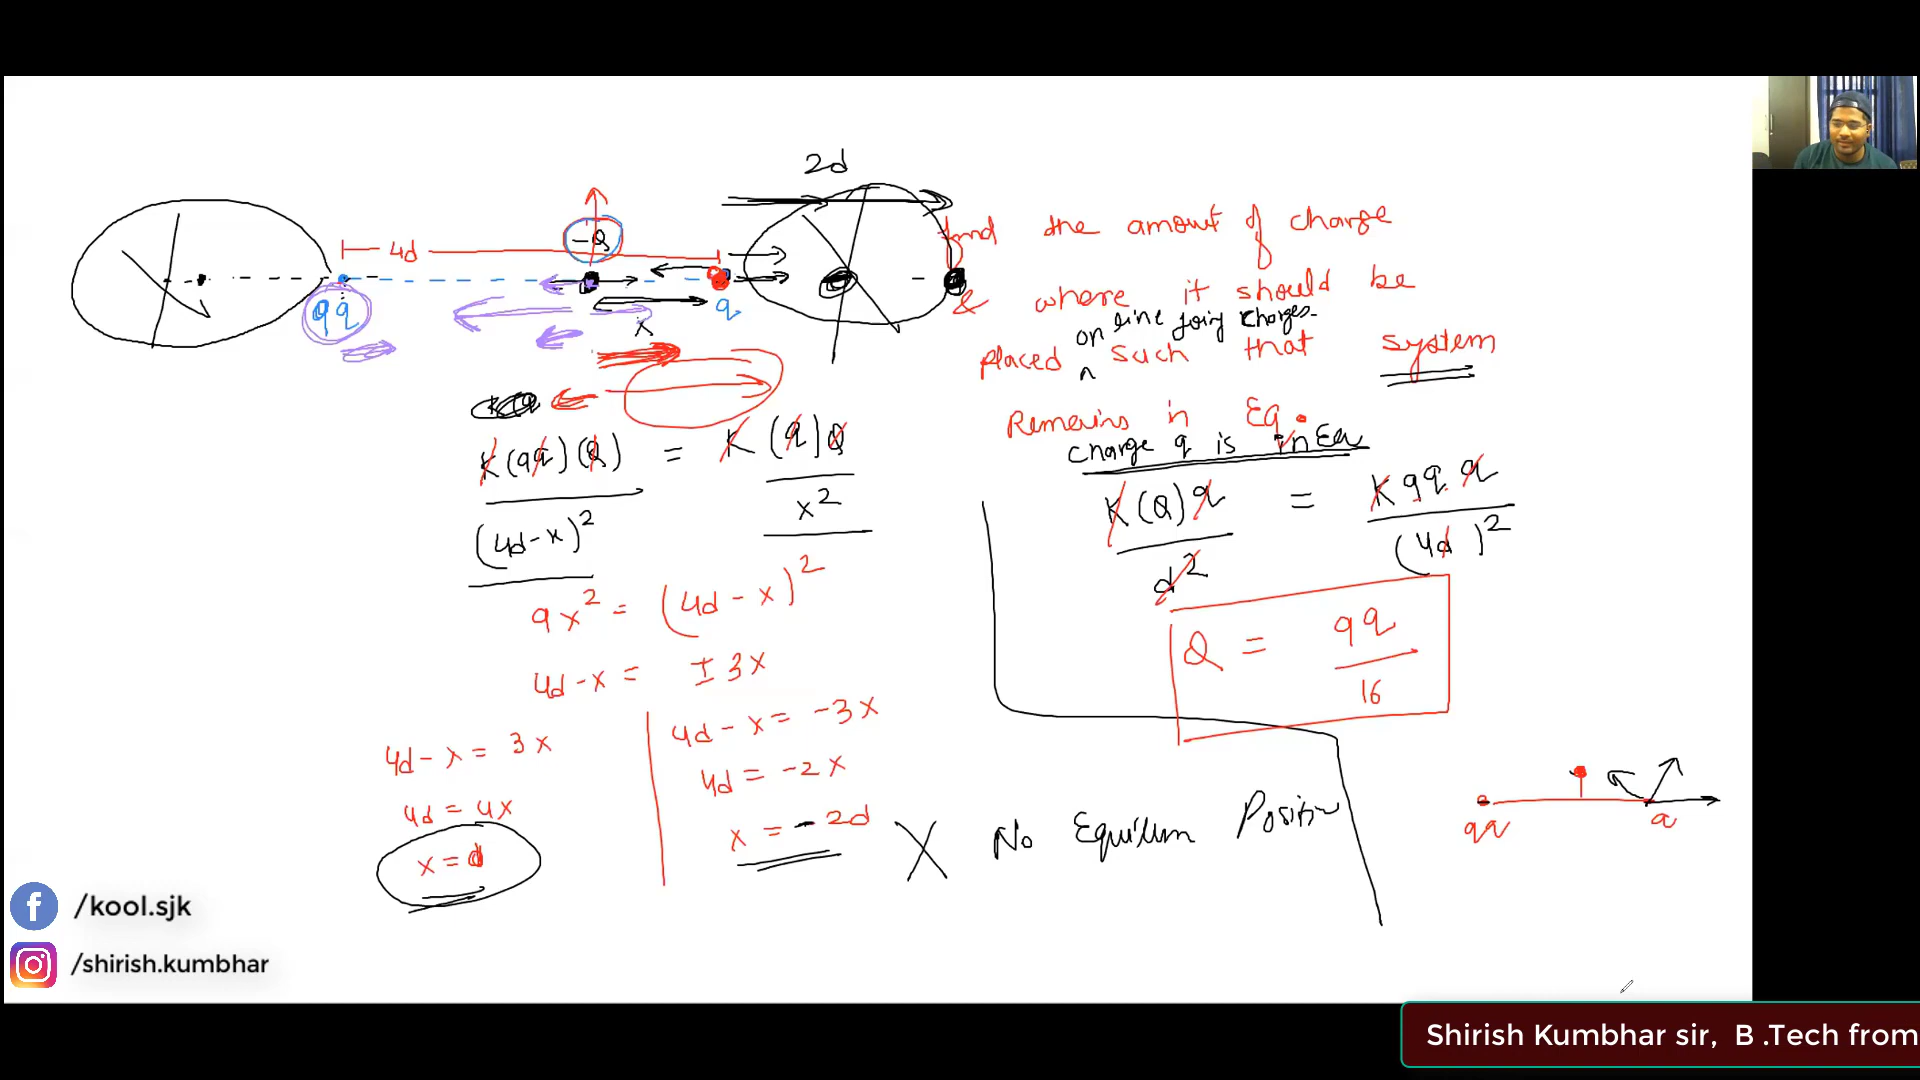 2d
-Q
4d
9q
q
x
find the amount of charge
& where it should be
on line joing charges.
placed ^ such that system
Remains in Eq.
charge q is in Eq
K(9q)(Q) / (4d-x)² = K(q)Q / x²
9x² = (4d-x)²
4d-x = ±3x
4d-x = 3x
4d = 4x
x = d
4d-x = -3x
4d = -2x
x = -2d X No Equilium Position
K(Q)q / d² = K 9q.q / (4d)²
Q = 9q / 16
9q
q
/kool.sjk
/shirish.kumbhar
Shirish Kumbhar sir, B .Tech from